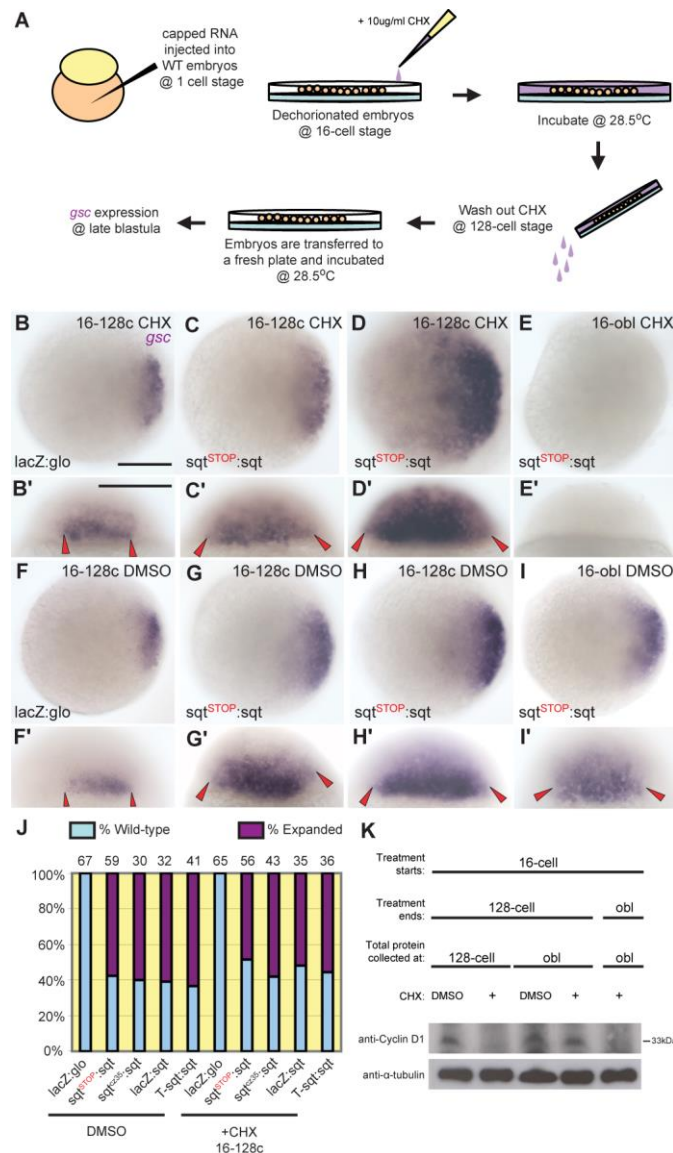 A
capped RNA
injected into
WT embryos
@ 1 cell stage
+ 10ug/ml CHX
Dechorionated embryos
@ 16-cell stage
Incubate @ 28.5°C
gsc expression
@ late blastula
Embryos are transferred to
a fresh plate and incubated
@ 28.5°C
Wash out CHX
@ 128-cell stage
B 16-128c CHX
gsc
lacZ:glo
C 16-128c CHX
sqtSTOP:sqt
D 16-128c CHX
sqtSTOP:sqt
E 16-obl CHX
sqtSTOP:sqt
B' C' D' E'
F 16-128c DMSO
lacZ:glo
G 16-128c DMSO
sqtSTOP:sqt
H 16-128c DMSO
sqtSTOP:sqt
I 16-obl DMSO
sqtSTOP:sqt
F' G' H' I'
J
% Wild-type % Expanded
67 59 30 32 41 65 56 43 35 36
100%
80%
60%
40%
20%
0%
lacZ:glo
sqtSTOP:sqt
sqtcz35:sqt
lacZ:sqt
T-sqt:sqt
lacZ:glo
sqtSTOP:sqt
sqtcz35:sqt
lacZ:sqt
T-sqt:sqt
DMSO
+CHX
16-128c
K
Treatment
starts:
16-cell
Treatment
ends:
128-cell obl
Total protein
collected at:
128-cell obl obl
CHX: DMSO + DMSO + +
anti-Cyclin D1
33kDa
anti-α-tubulin